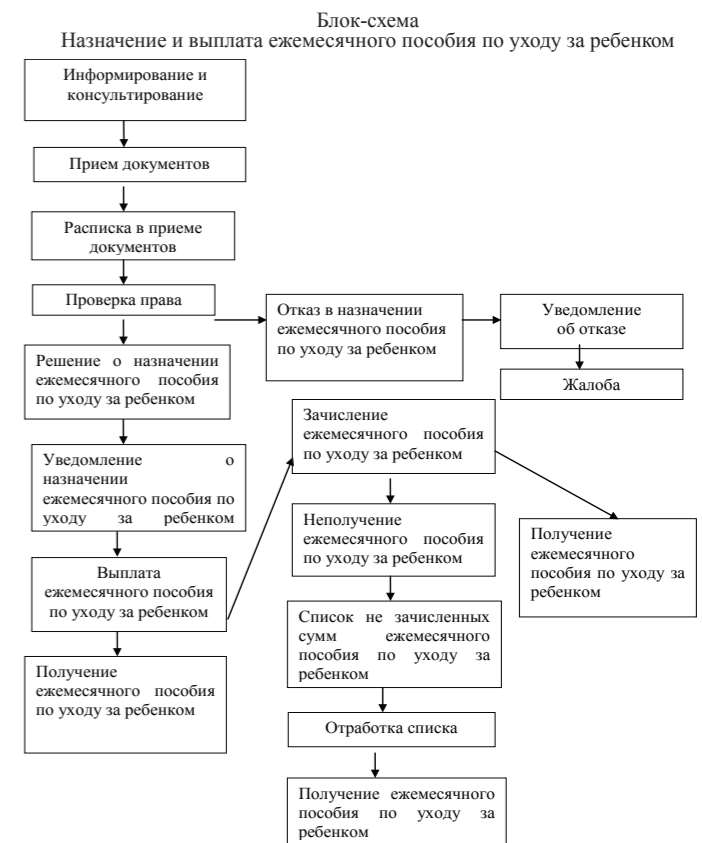 Блок-схема
Назначение и выплата ежемесячного пособия по уходу за ребенком
Информирование и
консультирование
Прием документов
Расписка в приеме
документов
Проверка права
Отказ в назначении
ежемесячного пособия
по уходу за ребенком
Уведомление
об отказе
Жалоба
Решение о назначении
ежемесячного пособия
по уходу за ребенком
Уведомление о
назначении
ежемесячного пособия по
уходу за ребенком
Выплата
ежемесячного пособия
по уходу за ребенком
Получение
ежемесячного пособия
по уходу за ребенком
Зачисление
ежемесячного пособия
по уходу за ребенком
Неполучение
ежемесячного пособия
по уходу за ребенком
Список не зачисленных
сумм ежемесячного
пособия по уходу за
ребенком
Отработка списка
Получение ежемесячного
пособия по уходу за
ребенком
Получение
ежемесячного
пособия по уходу за
ребенком